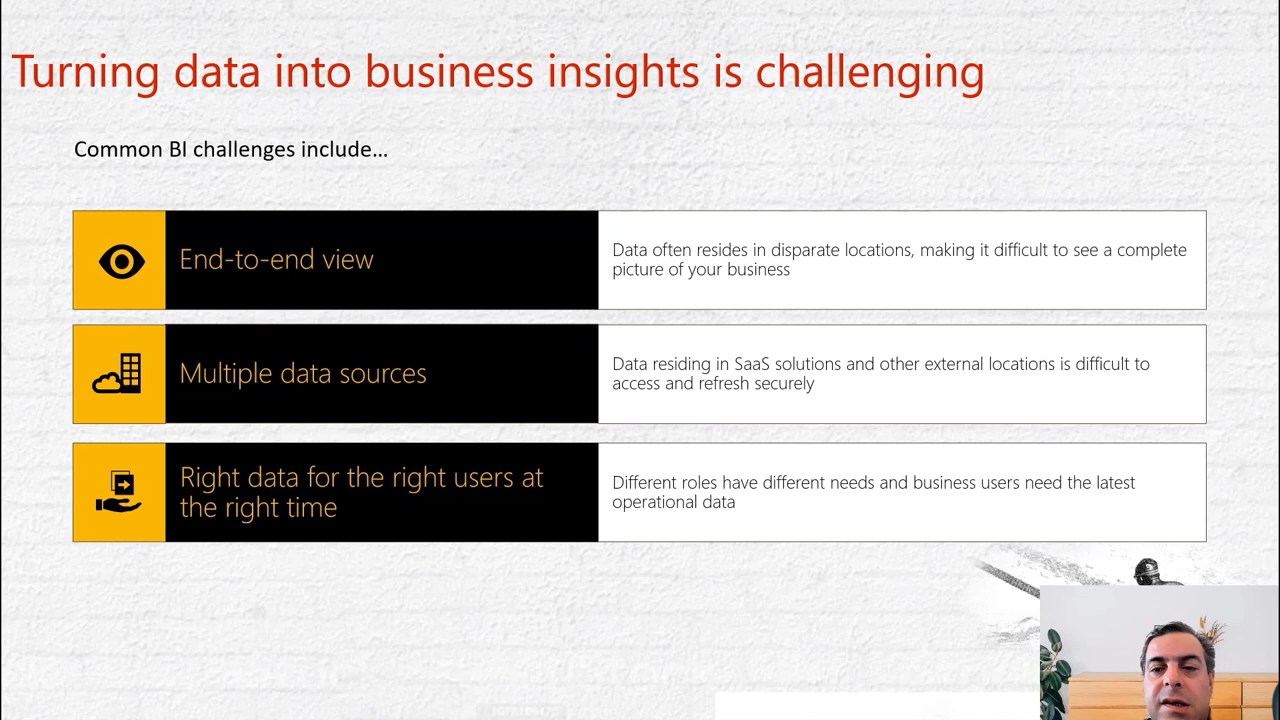 Turning data into business insights is challenging
Common BI challenges include...
End-to-end view
Data often resides in disparate locations, making it difficult to see a complete
picture of your business
Multiple data sources
Data residing in SaaS solutions and other external locations is difficult to
access and refresh securely
Right data for the right users at
the right time
Different roles have different needs and business users need the latest
operational data